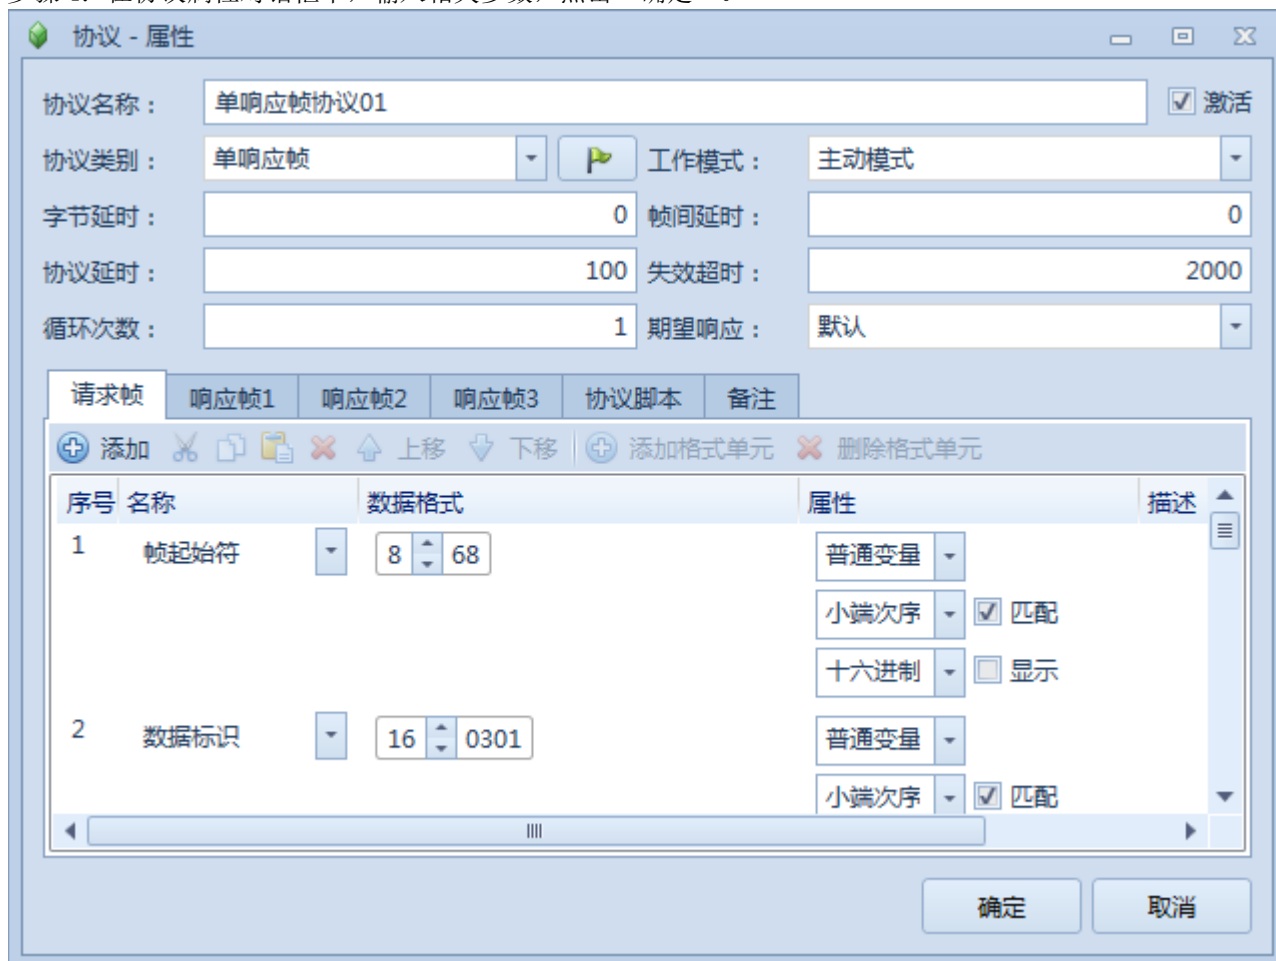 协议 - 属性
协议名称： 单响应帧协议01 激活
协议类别： 单响应帧 工作模式： 主动模式
字节延时： 0 帧间延时： 0
协议延时： 100 失效超时： 2000
循环次数： 1 期望响应： 默认
请求帧 响应帧1 响应帧2 响应帧3 协议脚本 备注
添加 上移 下移 添加格式单元 删除格式单元
序号 名称 数据格式 属性 描述
1 帧起始符 8 68 普通变量
小端次序 匹配
十六进制 显示
2 数据标识 16 0301 普通变量
小端次序 匹配
确定 取消